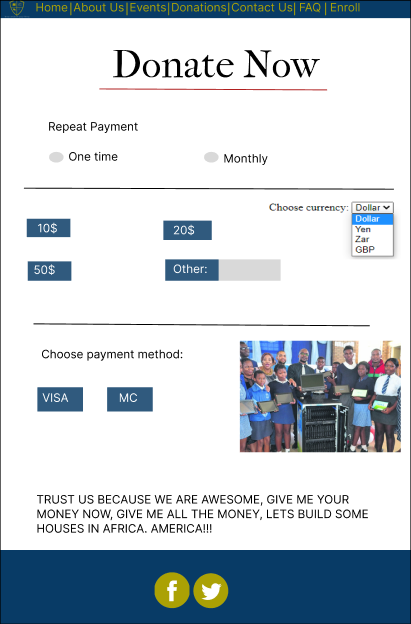 Home|About Us|Events|Donations|Contact Us| FAQ | Enroll
Donate Now
Repeat Payment
One time
Monthly
Choose currency: Dollar
Dollar
Yen
Zar
GBP
10$
20$
50$
Other:
Choose payment method:
VISA
MC
TRUST US BECAUSE WE ARE AWESOME, GIVE ME YOUR
MONEY NOW, GIVE ME ALL THE MONEY, LETS BUILD SOME
HOUSES IN AFRICA. AMERICA!!!